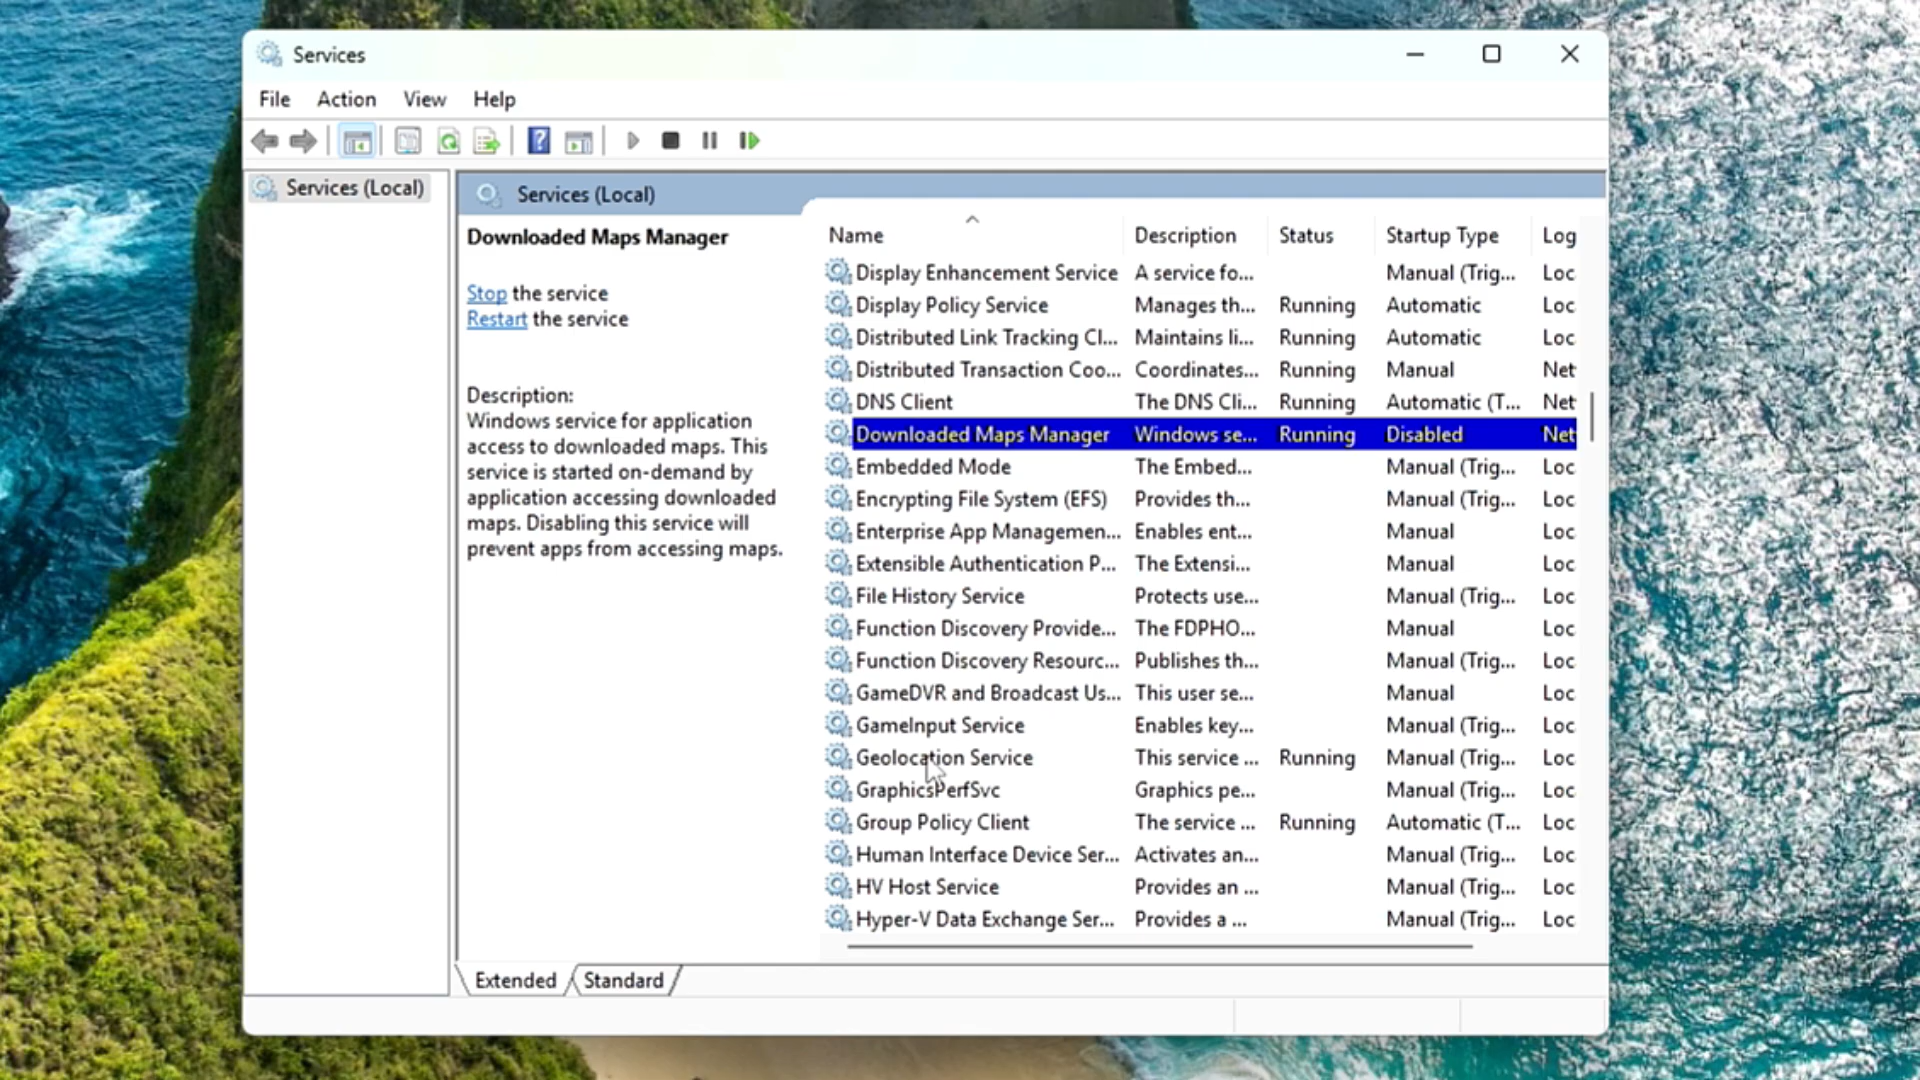 Services
File Action View Help
Services (Local)
Services (Local)
Downloaded Maps Manager
Stop the service
Restart the service
Description:
Windows service for application
access to downloaded maps. This
service is started on-demand by
application accessing downloaded
maps. Disabling this service will
prevent apps from accessing maps.
Name Description Status Startup Type Log
Display Enhancement Service A service fo... Manual (Trig... Loc
Display Policy Service Manages th... Running Automatic Loc
Distributed Link Tracking Cl... Maintains li... Running Automatic Loc
Distributed Transaction Coo... Coordinates... Running Manual Net
DNS Client The DNS Cli... Running Automatic (T... Net
Downloaded Maps Manager Windows se... Running Disabled Net
Embedded Mode The Embed... Manual (Trig... Loc
Encrypting File System (EFS) Provides th... Manual (Trig... Loc
Enterprise App Managemen... Enables ent... Manual Loc
Extensible Authentication P... The Extensi... Manual Loc
File History Service Protects use... Manual (Trig... Loc
Function Discovery Provide... The FDPHO... Manual Loc
Function Discovery Resourc... Publishes th... Manual (Trig... Loc
GameDVR and Broadcast Us... This user se... Manual Loc
GameInput Service Enables key... Manual (Trig... Loc
Geolocation Service This service ... Running Manual (Trig... Loc
GraphicsPerfSvc Graphics pe... Manual (Trig... Loc
Group Policy Client The service ... Running Automatic (T... Loc
Human Interface Device Ser... Activates an... Manual (Trig... Loc
HV Host Service Provides an ... Manual (Trig... Loc
Hyper-V Data Exchange Ser... Provides a ... Manual (Trig... Loc
Extended Standard